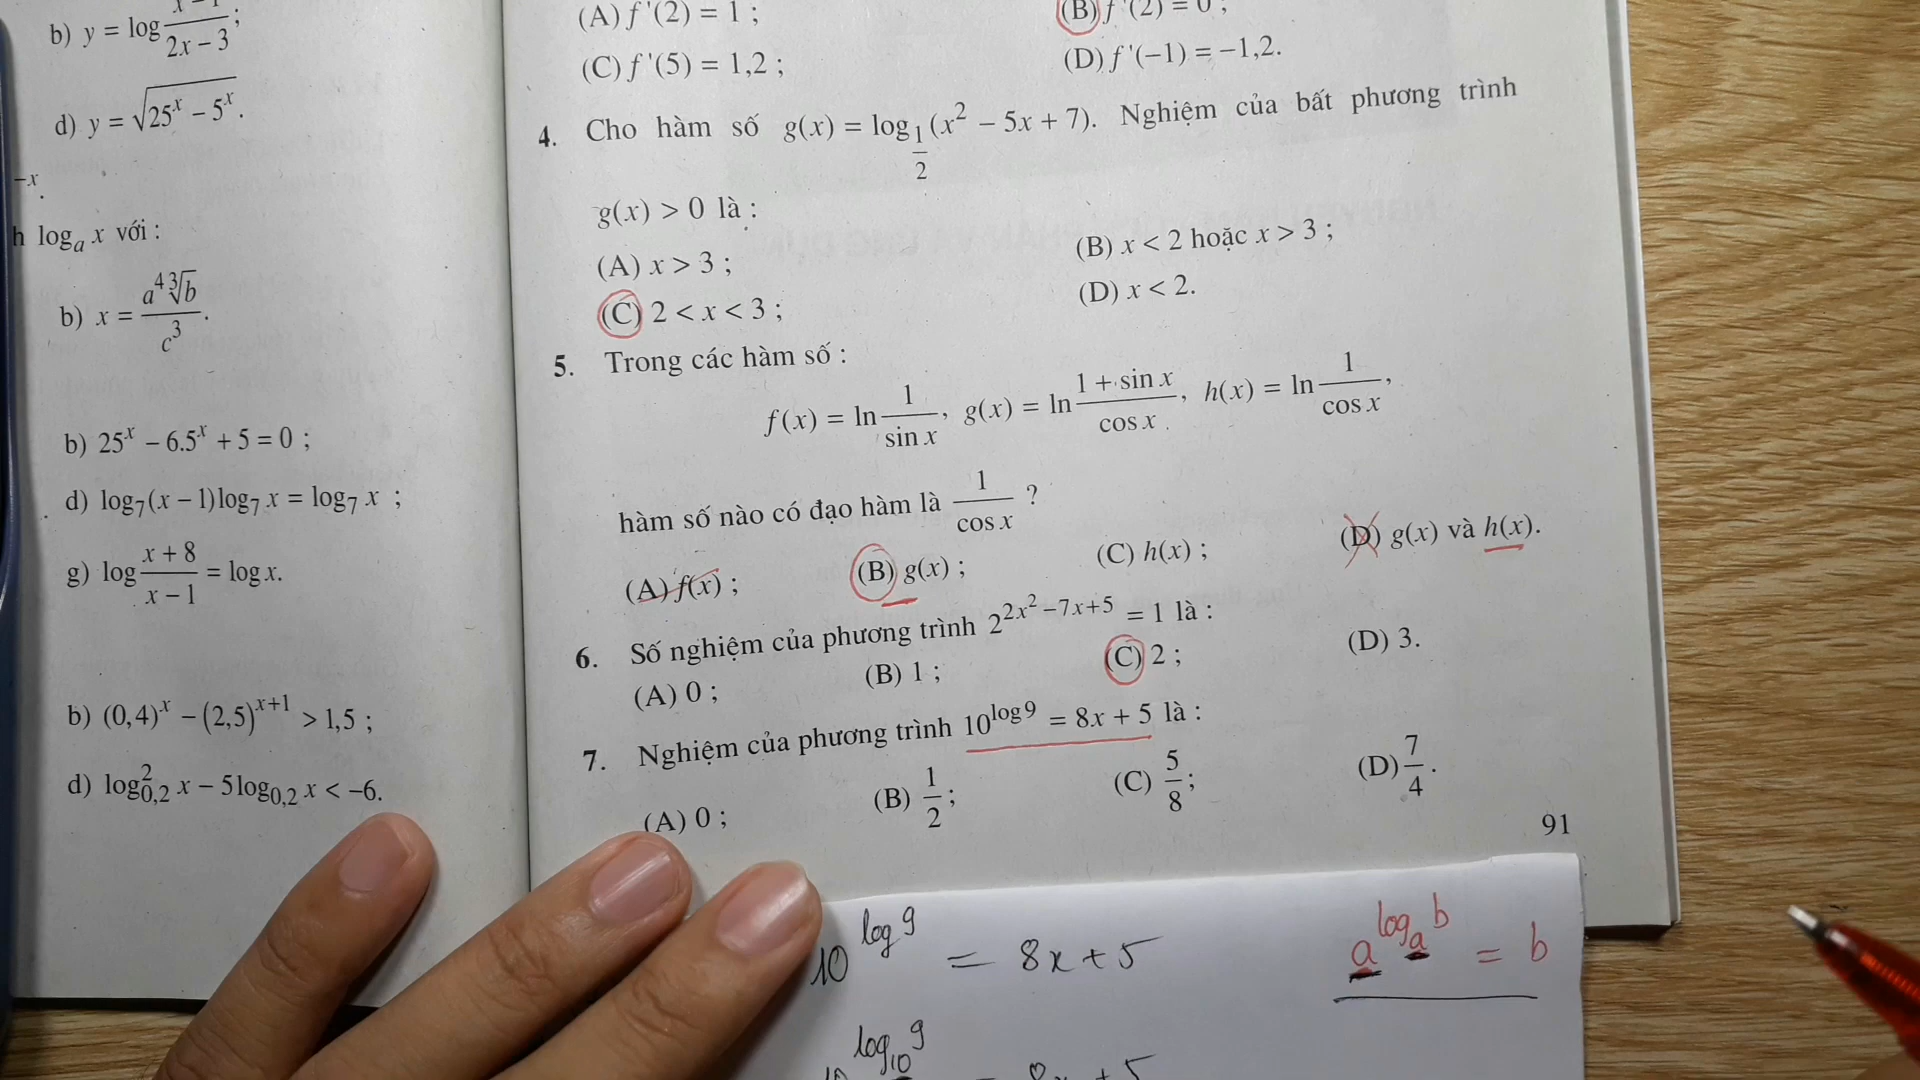 b) y = log x − 1 / 2x − 3 ;
d) y = √(25^x − 5^x).
−x.
h log_a x với :
b) x = a^4 ∛b / c^3 .
b) 25^x − 6.5^x + 5 = 0 ;
d) log_7(x − 1)log_7 x = log_7 x ;
g) log x + 8 / x − 1 = log x.
b) (0,4)^x − (2,5)^{x+1} > 1,5 ;
d) log^2_{0,2} x − 5log_{0,2} x < −6.
(A) f '(2) = 1 ; (B) f '(2) = 0 ;
(C) f '(5) = 1,2 ; (D) f '(−1) = −1,2.
4. Cho hàm số g(x) = log_{1/2}(x^2 − 5x + 7). Nghiệm của bất phương trình
g(x) > 0 là :
(A) x > 3 ; (B) x < 2 hoặc x > 3 ;
(C) 2 < x < 3 ; (D) x < 2.
5. Trong các hàm số :
f(x) = ln 1 / sin x , g(x) = ln 1 + sin x / cos x , h(x) = ln 1 / cos x ,
hàm số nào có đạo hàm là 1 / cos x ?
(A) f(x) ; (B) g(x) ; (C) h(x) ; (D) g(x) và h(x).
6. Số nghiệm của phương trình 2^{2x^2 −7x+5} = 1 là :
(A) 0 ; (B) 1 ; (C) 2 ; (D) 3.
7. Nghiệm của phương trình 10^{log9} = 8x + 5 là :
(A) 0 ; (B) 1/2 ; (C) 5/8 ; (D) 7/4 .
91
10^{log 9} = 8x + 5
a^{log_a b} = b
10^{log_{10} 9} = 8x + 5